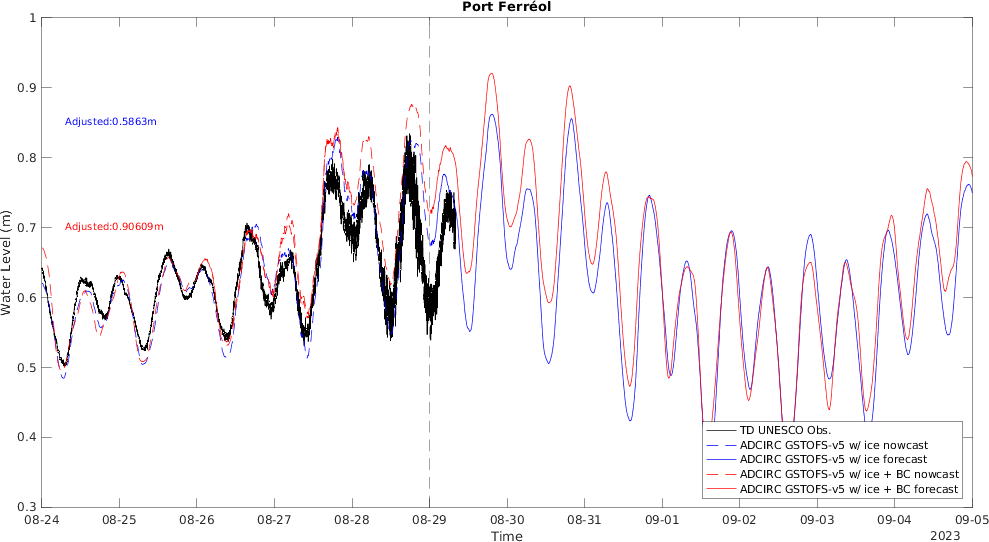 Port Ferréol
1
0.9
0.8
0.7
0.6
0.5
0.4
0.3
Water Level (m)
Adjusted:0.5863m
Adjusted:0.90609m
TD UNESCO Obs.
ADCIRC GSTOFS-v5 w/ ice nowcast
ADCIRC GSTOFS-v5 w/ ice forecast
ADCIRC GSTOFS-v5 w/ ice + BC nowcast
ADCIRC GSTOFS-v5 w/ ice + BC forecast
08-24 08-25 08-26 08-27 08-28 08-29 08-30 08-31 09-01 09-02 09-03 09-04 09-05
Time
2023